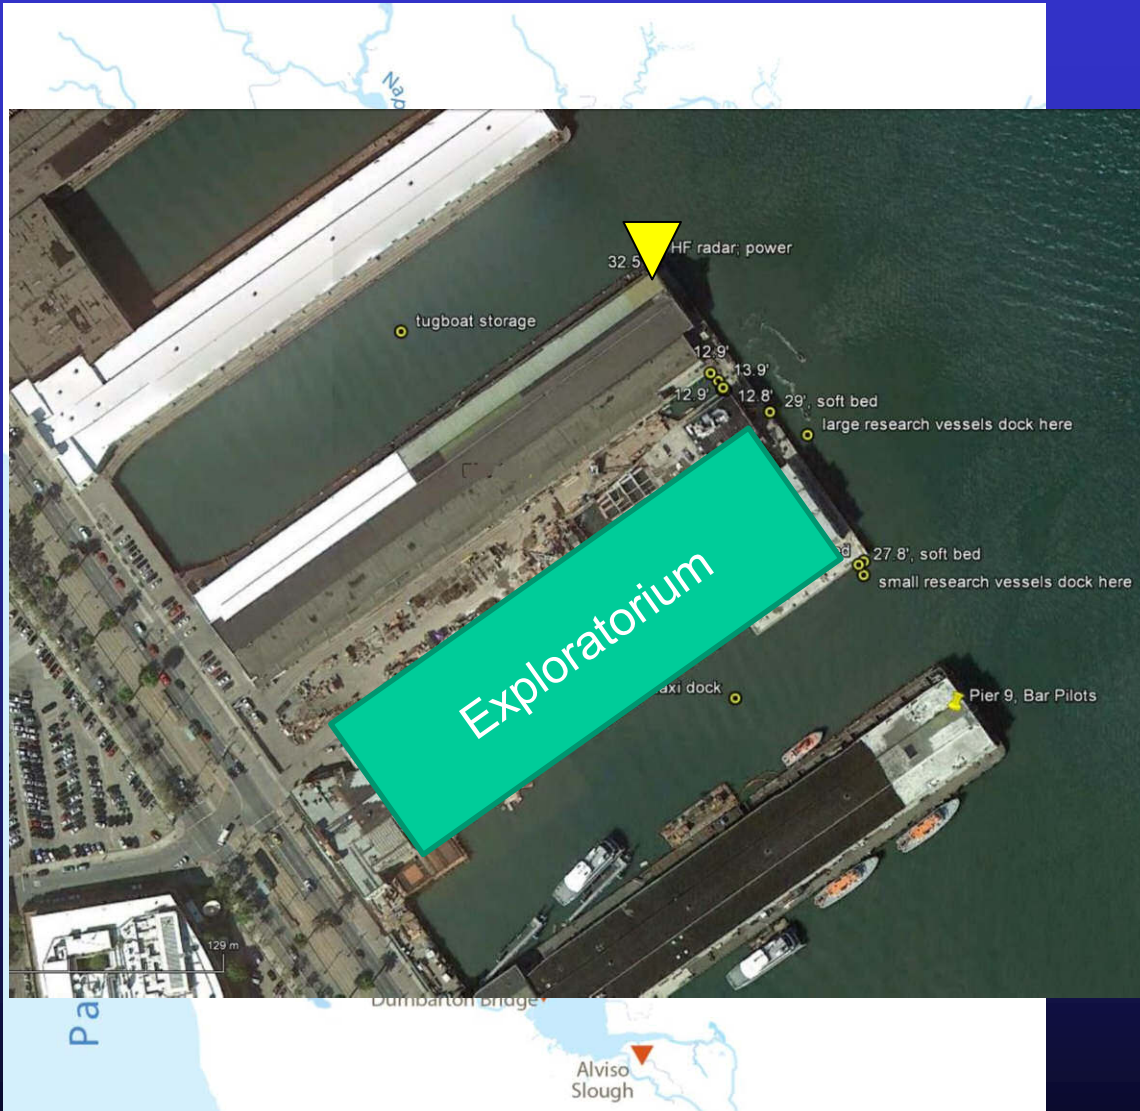 Nap
HF radar; power
32.5'
tugboat storage
12.9'
13.9'
12.9'
12.8'
29', soft bed
large research vessels dock here
ed
27.8', soft bed
small research vessels dock here
Exploratorium
axi dock
Pier 9, Bar Pilots
129 m
Dumbarton Bridge
Pa
Alviso
Slough